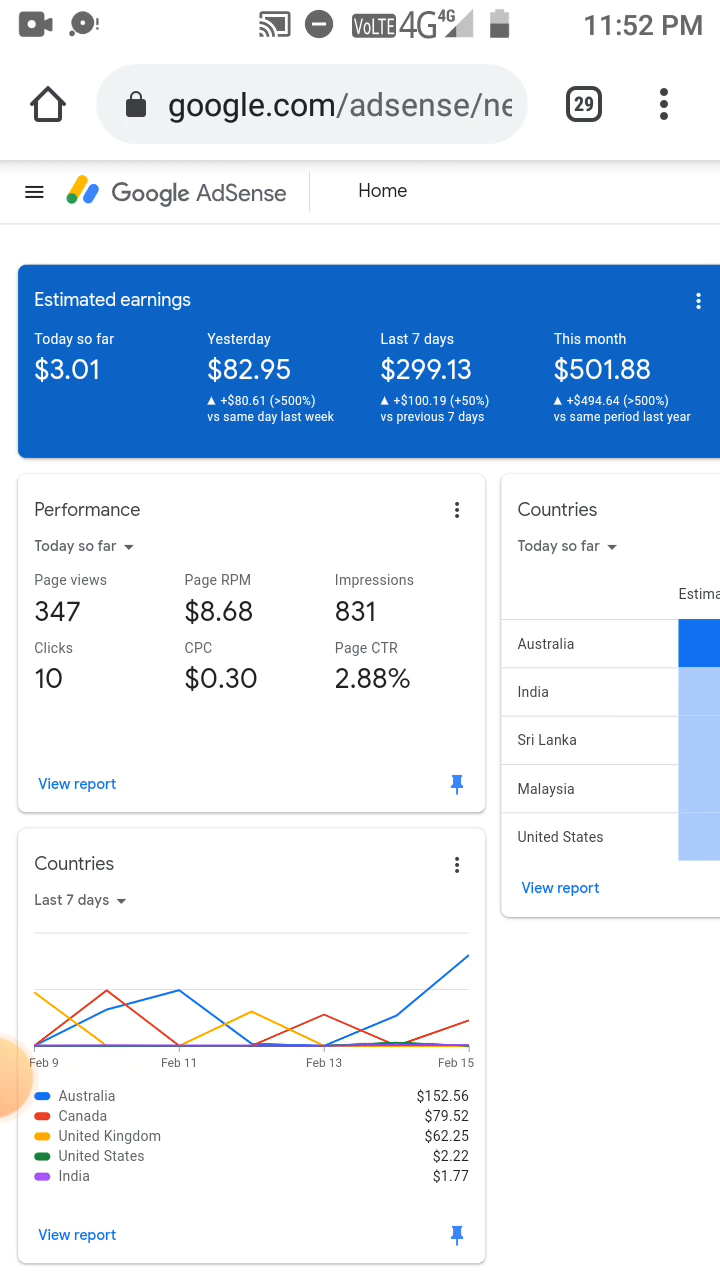 VoLTE 4G 4G 11:52 PM
google.com/adsense/ne
29
Google AdSense
Home
Estimated earnings
Today so far
$3.01
Yesterday
$82.95
+$80.61 (>500%)
vs same day last week
Last 7 days
$299.13
+$100.19 (+50%)
vs previous 7 days
This month
$501.88
+$494.64 (>500%)
vs same period last year
Performance
Today so far
Page views
347
Page RPM
$8.68
Impressions
831
Clicks
10
CPC
$0.30
Page CTR
2.88%
View report
Countries
Today so far
Estima
Australia
India
Sri Lanka
Malaysia
United States
View report
Countries
Last 7 days
Feb 9 Feb 11 Feb 13 Feb 15
Australia $152.56
Canada $79.52
United Kingdom $62.25
United States $2.22
India $1.77
View report